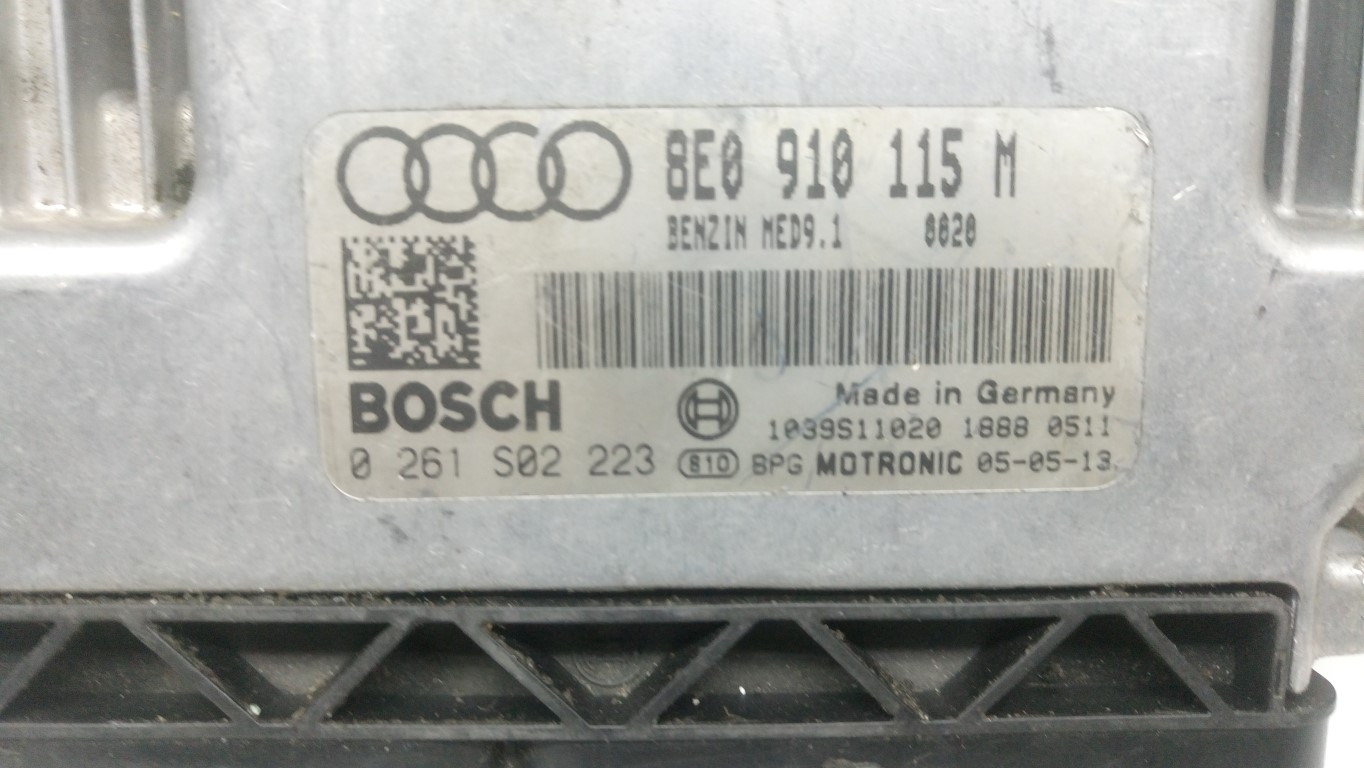 8E0 910 115 M
BENZIN MED9.1 0020
BOSCH
Made in Germany
1039S11020 1888 0511
0 261 S02 223 S10 BPG MOTRONIC 05-05-13